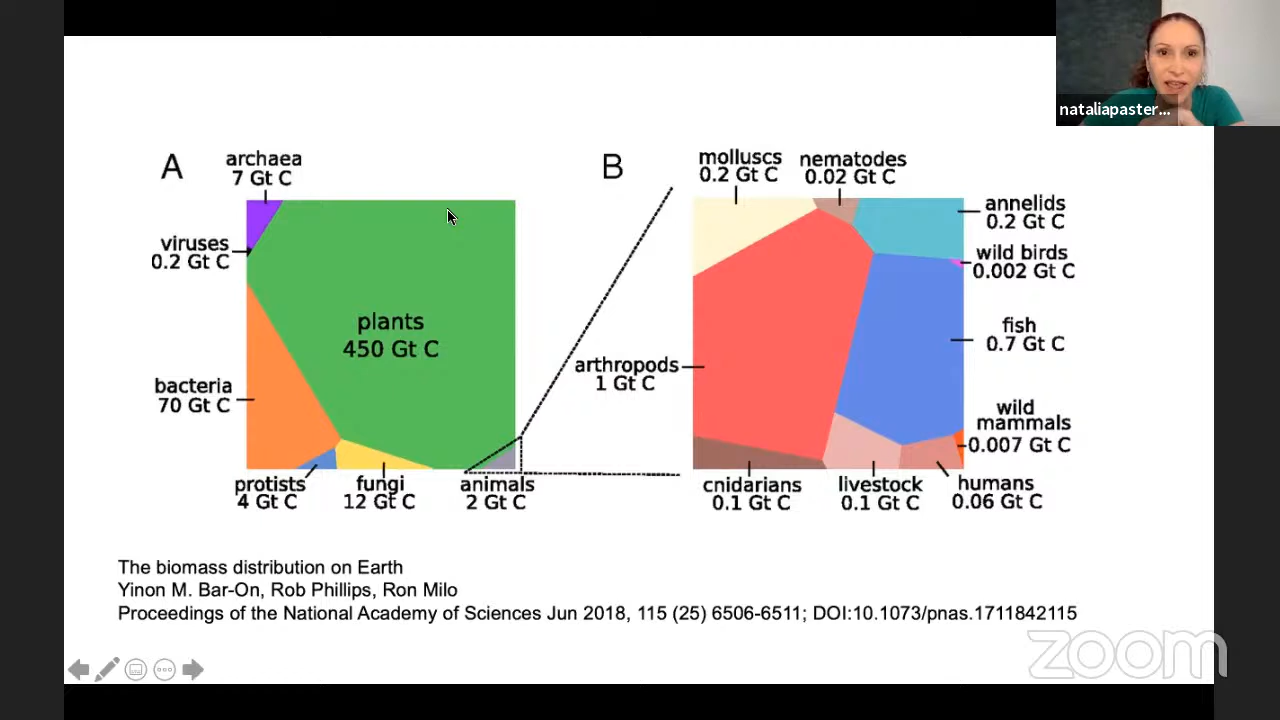 nataliapaster...
A
archaea
7 Gt C
viruses
0.2 Gt C
plants
450 Gt C
bacteria
70 Gt C
protists
4 Gt C
fungi
12 Gt C
animals
2 Gt C
B
molluscs
0.2 Gt C
nematodes
0.02 Gt C
annelids
0.2 Gt C
wild birds
0.002 Gt C
fish
0.7 Gt C
arthropods
1 Gt C
wild
mammals
0.007 Gt C
cnidarians
0.1 Gt C
livestock
0.1 Gt C
humans
0.06 Gt C
The biomass distribution on Earth
Yinon M. Bar-On, Rob Phillips, Ron Milo
Proceedings of the National Academy of Sciences Jun 2018, 115 (25) 6506-6511; DOI:10.1073/pnas.1711842115
zoom